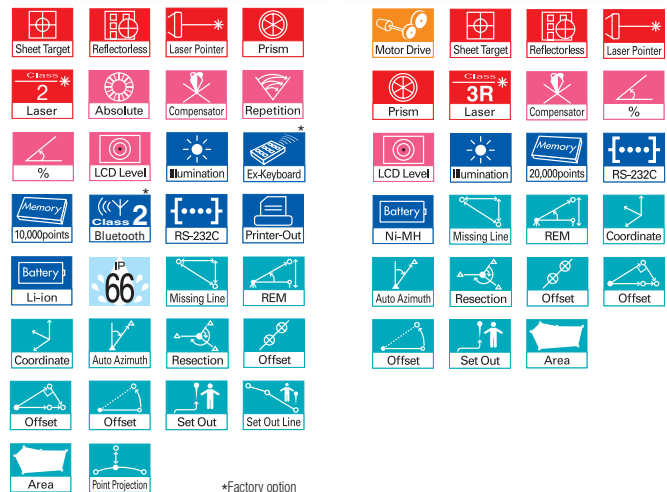 Sheet Target Reflectorless Laser Pointer Prism
Class 2 Laser Absolute Compensator Repetition
% LCD Level Illumination * Ex-Keyboard
Memory 10,000points * Class 2 Bluetooth RS-232C Printer-Out
Battery Li-ion IP 66 Missing Line REM
Coordinate Auto Azimuth Resection Offset
Offset Offset Set Out Set Out Line
Area Point Projection
*Factory option
Motor Drive Sheet Target Reflectorless Laser Pointer
Prism Class 3R Laser Compensator %
LCD Level Illumination Memory 20,000points RS-232C
Battery Ni-MH Missing Line REM Coordinate
Auto Azimuth Resection Offset Offset
Offset Set Out Area